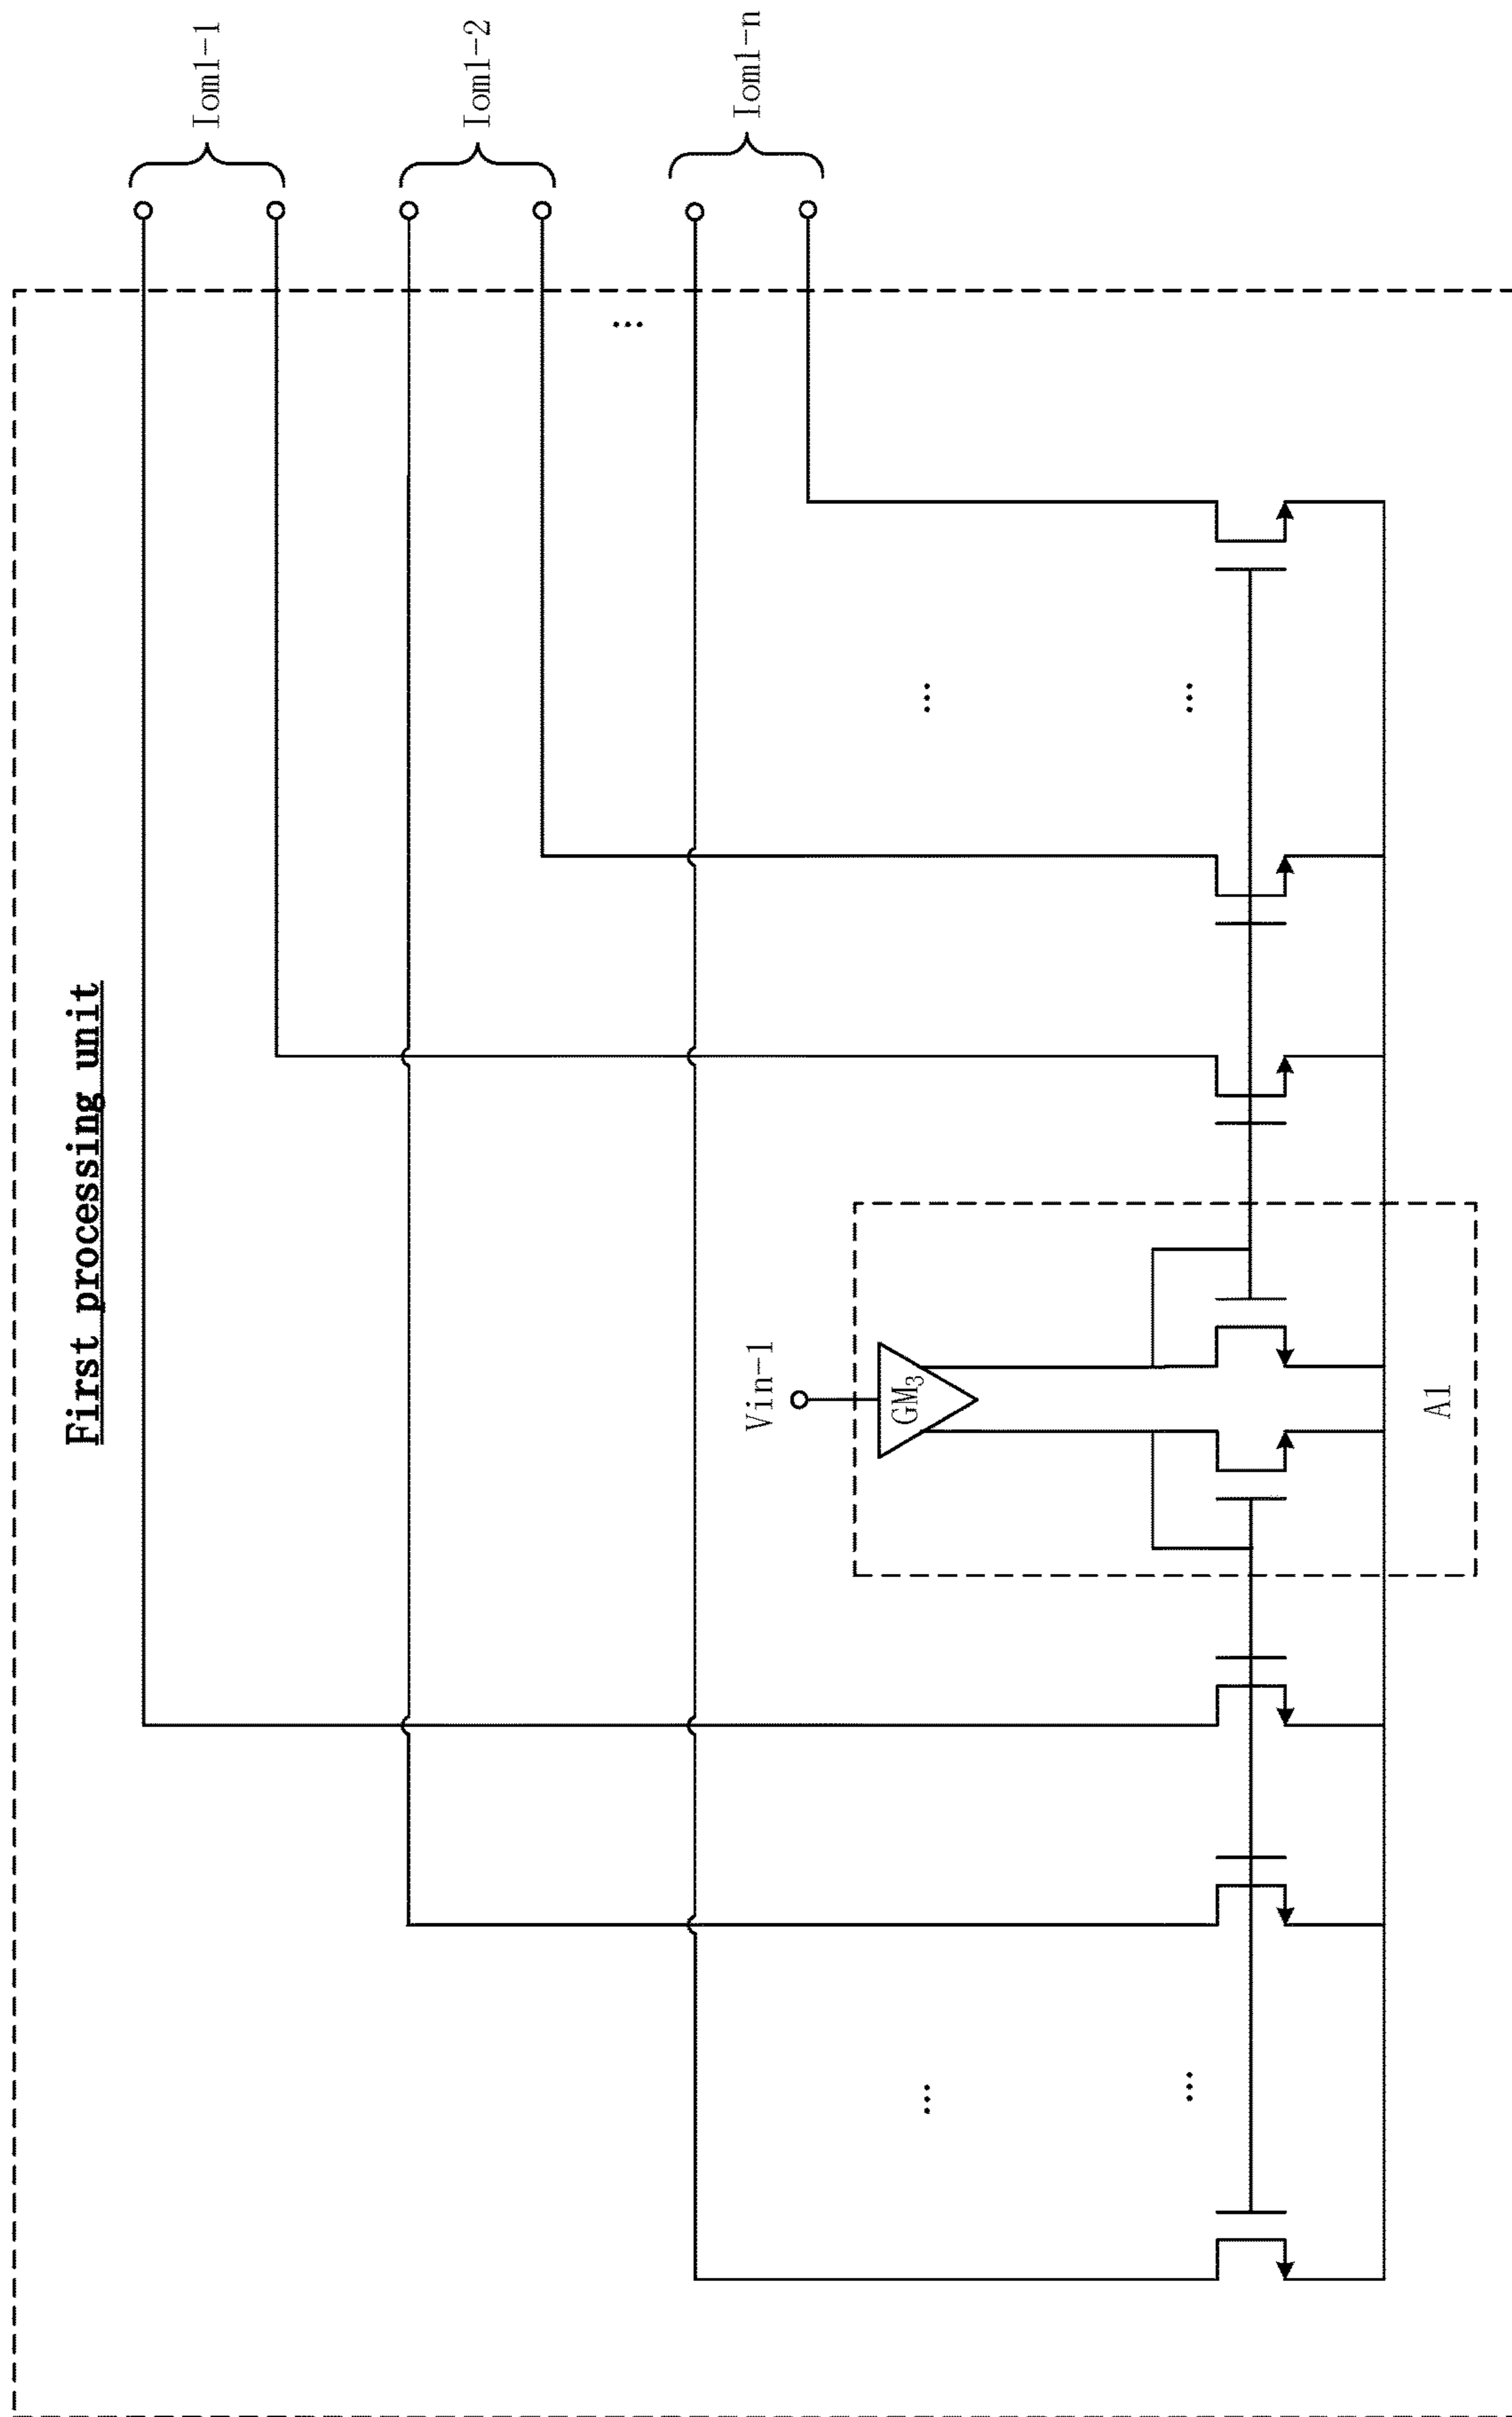 First processing unit
Iom1-1
Iom1-2
...
Iom1-n
Vin-1
GM3
...
...
...
...
A1